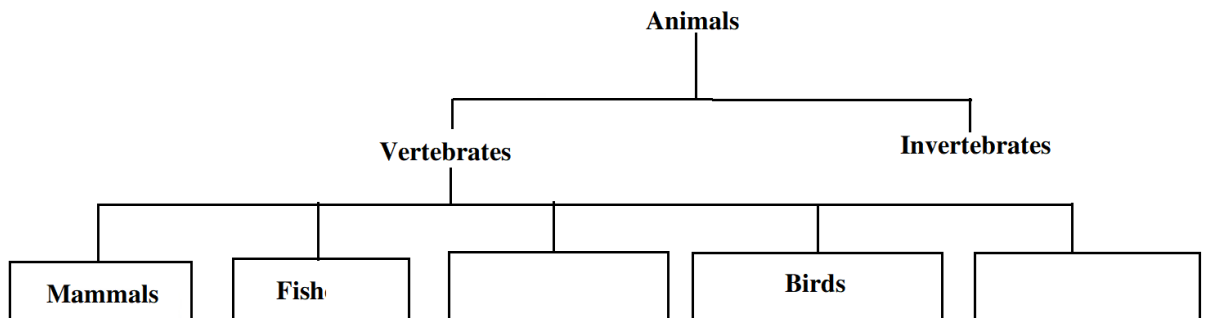 Animals
Vertebrates
Invertebrates
Mammals
Fish
Birds